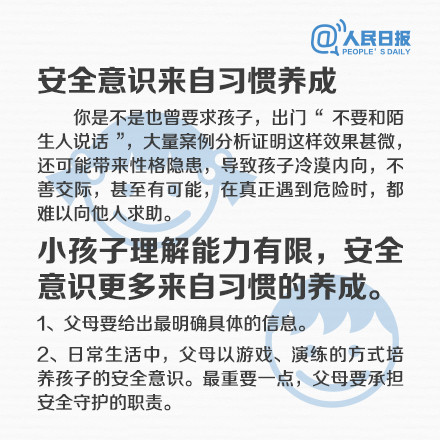 @人民日报
PEOPLE'S DAILY
安全意识来自习惯养成
你是不是也曾要求孩子，出门“ 不要和陌
生人说话 ”，大量案例分析证明这样效果甚微，
还可能带来性格隐患，导致孩子冷漠内向，不
善交际，甚至有可能，在真正遇到危险时，都
难以向他人求助。
小孩子理解能力有限，安全
意识更多来自习惯的养成。
1、父母要给出最明确具体的信息。
2、日常生活中，父母以游戏、演练的方式培
养孩子的安全意识。最重要一点，父母要承担
安全守护的职责。